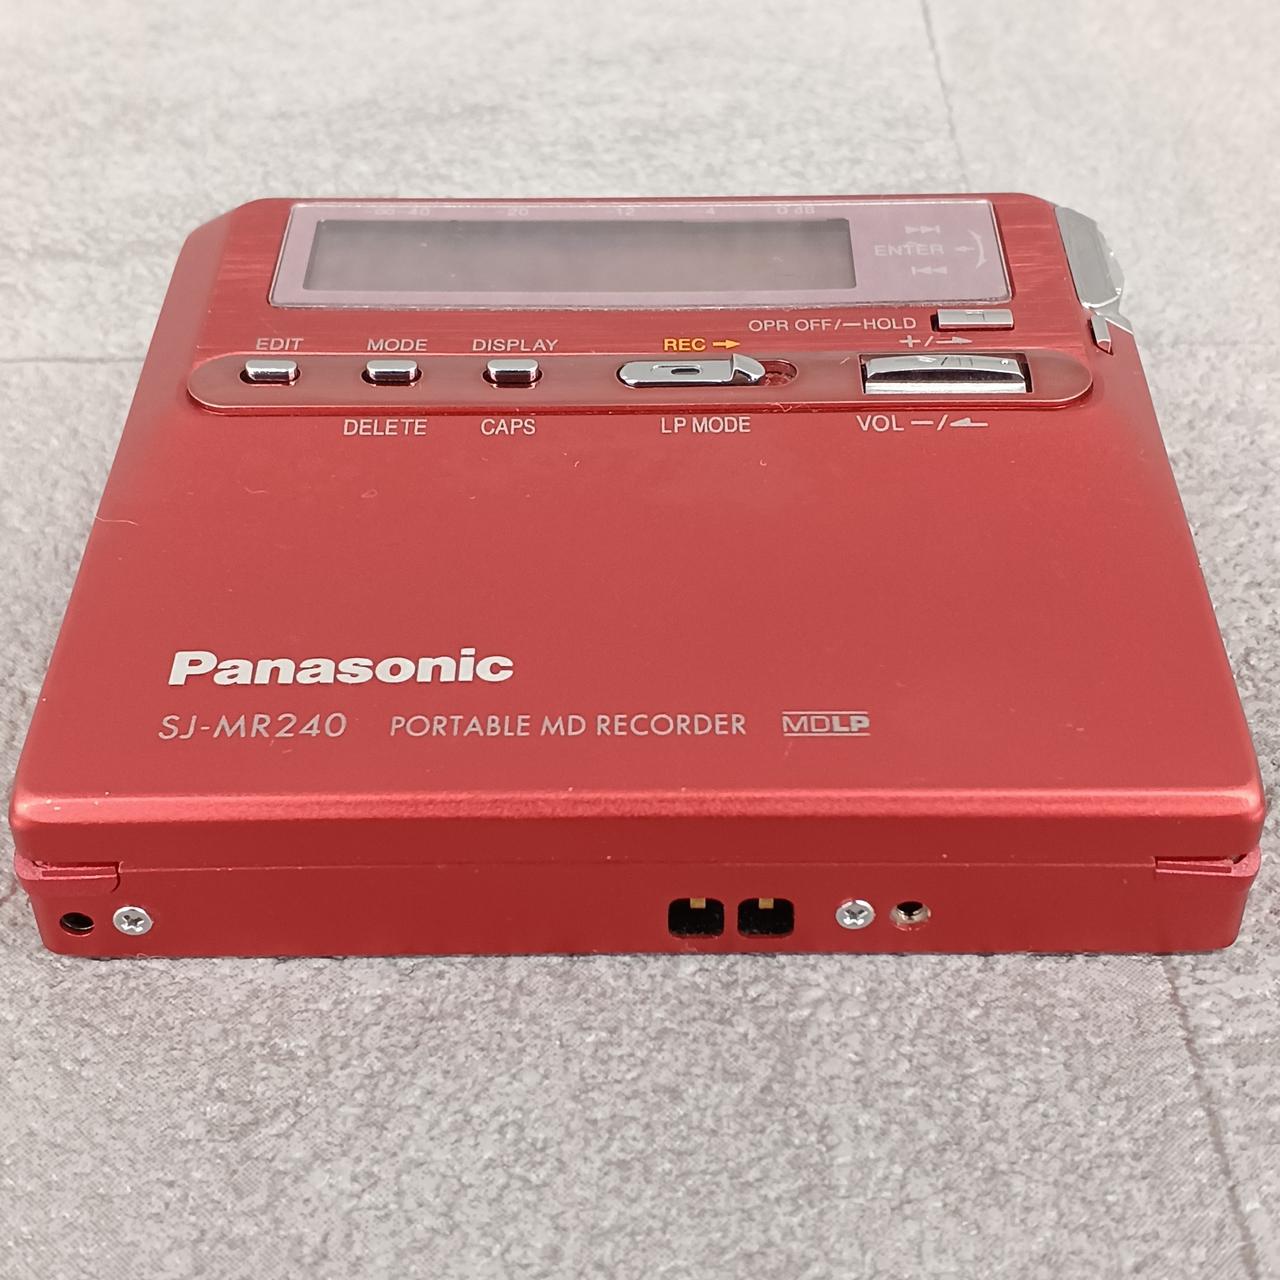 -40 -20 -12 -4 0 dB
ENTER
OPR OFF/—HOLD
EDIT MODE DISPLAY REC + /
DELETE CAPS LP MODE VOL — /
Panasonic
SJ-MR240 PORTABLE MD RECORDER MDLP